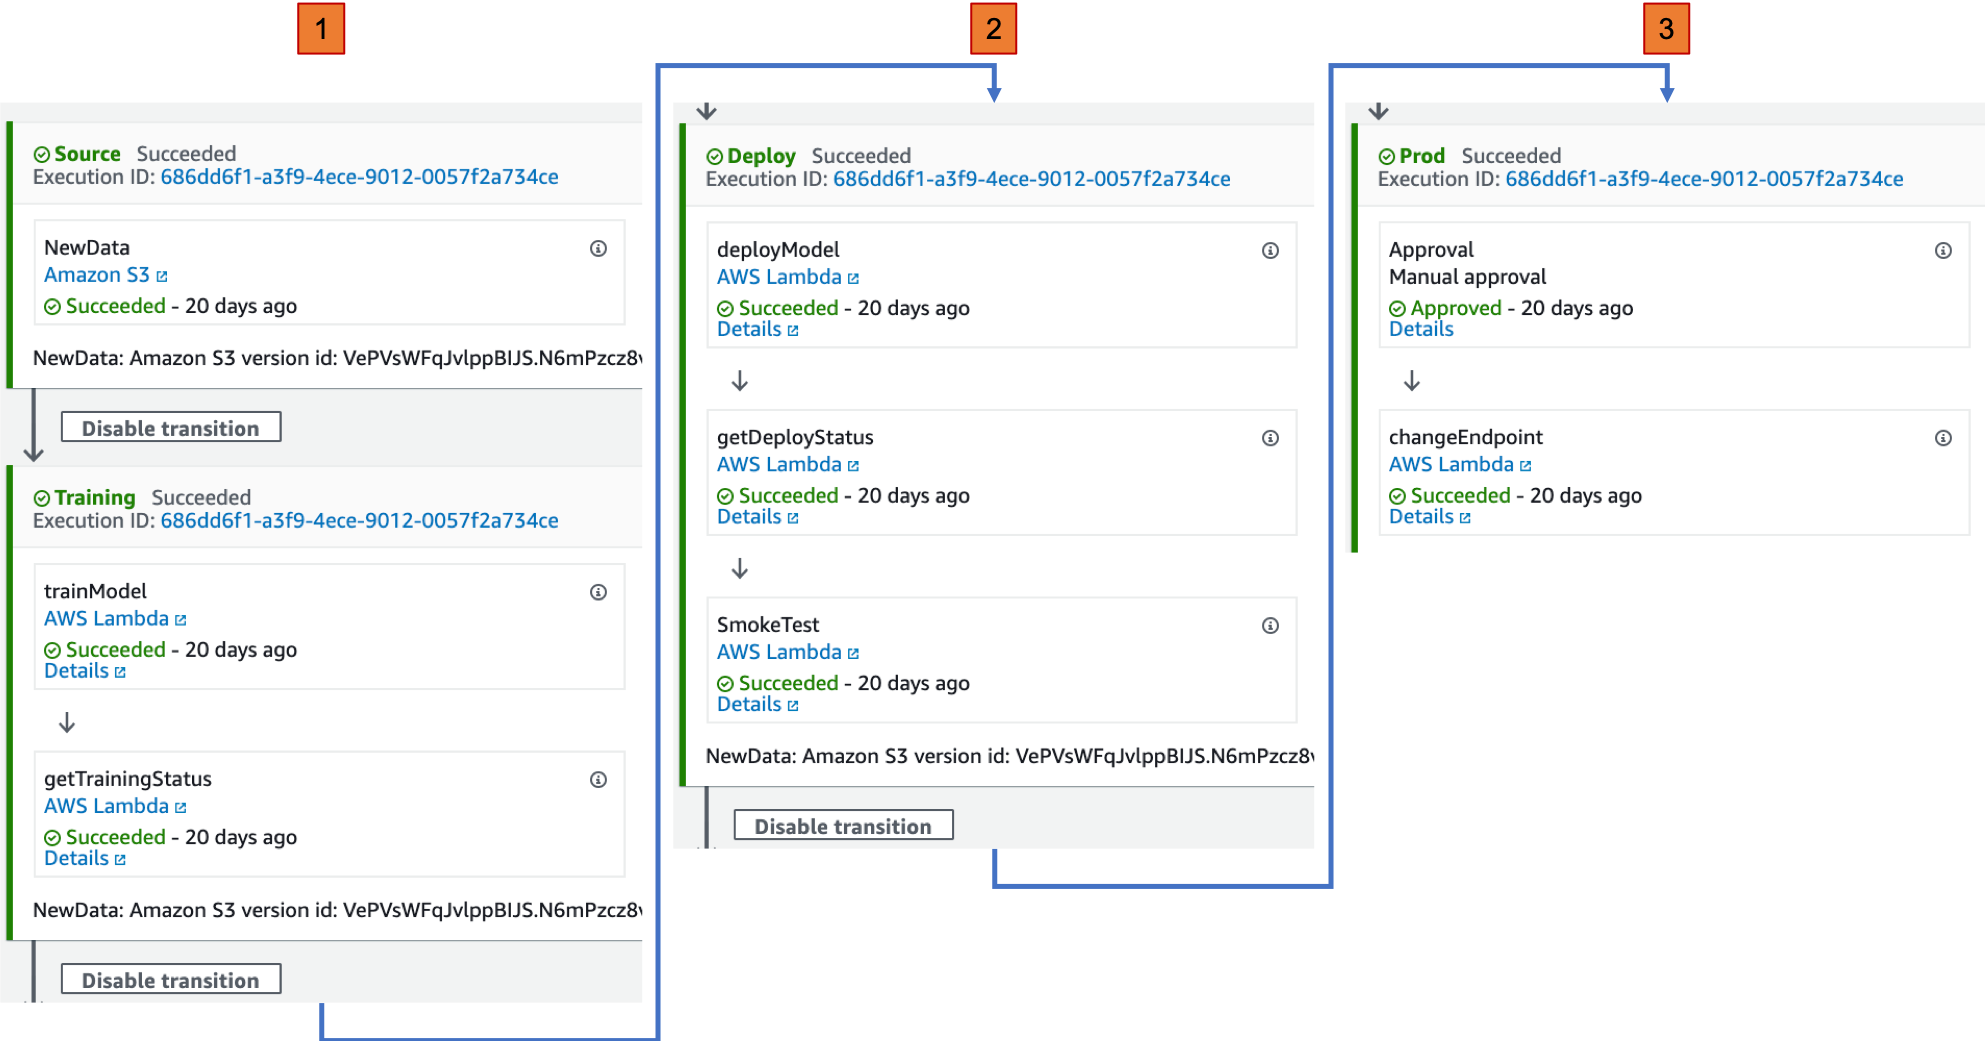 1
Source Succeeded
Execution ID: 686dd6f1-a3f9-4ece-9012-0057f2a734ce
NewData
Amazon S3
Succeeded - 20 days ago
NewData: Amazon S3 version id:
Disable transition
Training Succeeded
Execution ID: 686dd6f1-a3f9-4ece-9012-0057f2a734ce
trainModel
AWS Lambda
Succeeded - 20 days ago
Details
getTrainingStatus
AWS Lambda
Succeeded - 20 days ago
Details
NewData: Amazon S3 version id:
Disable transition
2
Deploy Succeeded
Execution ID: 686dd6f1-a3f9-4ece-9012-0057f2a734ce
deployModel
AWS Lambda
Succeeded - 20 days ago
Details
getDeployStatus
AWS Lambda
Succeeded - 20 days ago
Details
SmokeTest
AWS Lambda
Succeeded - 20 days ago
Details
NewData: Amazon S3 version id:
Disable transition
3
Prod Succeeded
Execution ID: 686dd6f1-a3f9-4ece-9012-0057f2a734ce
Approval
Manual approval
Approved - 20 days ago
Details
changeEndpoint
AWS Lambda
Succeeded - 20 days ago
Details